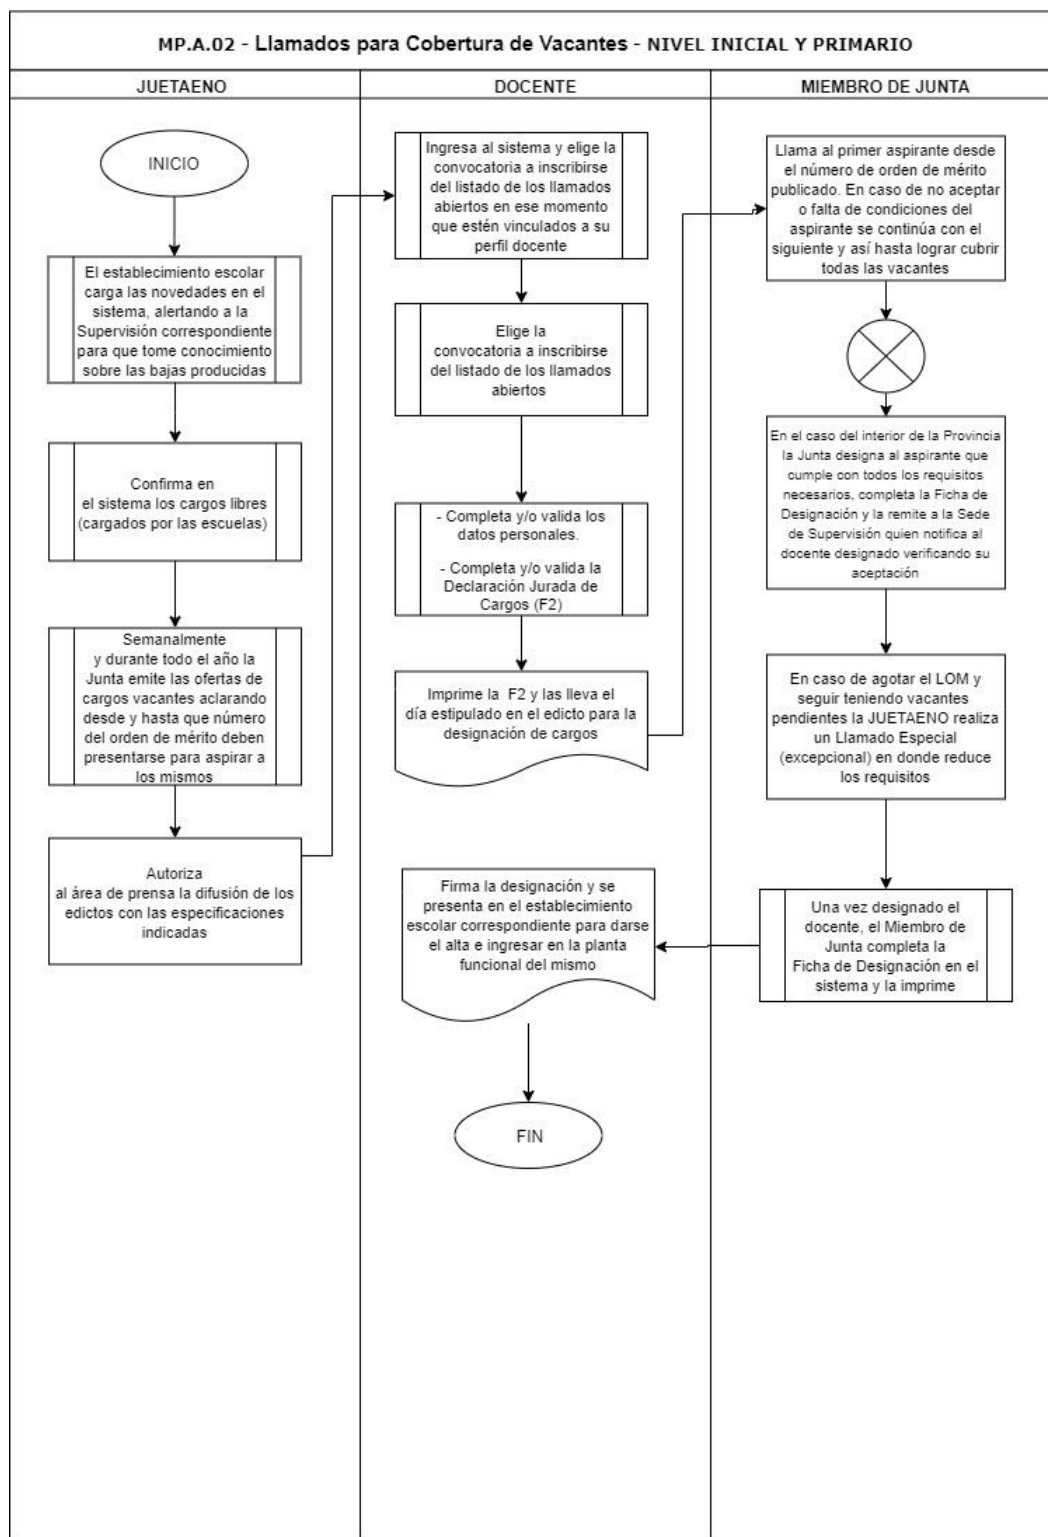 MP.A.02 - Llamados para Cobertura de Vacantes - NIVEL INICIAL Y PRIMARIO
JUETAENO
DOCENTE
MIEMBRO DE JUNTA
INICIO
El establecimiento escolar
carga las novedades en el
sistema, alertando a la
Supervisión correspondiente
para que tome conocimiento
sobre las bajas producidas
Confirma en
el sistema los cargos libres
(cargados por las escuelas)
Semanalmente
y durante todo el año la
Junta emite las ofertas de
cargos vacantes aclarando
desde y hasta que número
del orden de mérito deben
presentarse para aspirar a
los mismos
Autoriza
al área de prensa la difusión de los
edictos con las especificaciones
indicadas
Ingresa al sistema y elige la
convocatoria a inscribirse
del listado de los llamados
abiertos en ese momento
que estén vinculados a su
perfil docente
Elige la
convocatoria a inscribirse
del listado de los llamados
abiertos
- Completa y/o valida los
datos personales.
- Completa y/o valida la
Declaración Jurada de
Cargos (F2)
Imprime la F2 y las lleva el
día estipulado en el edicto para la
designación de cargos
Llama al primer aspirante desde
el número de orden de mérito
publicado. En caso de no aceptar
o falta de condiciones del
aspirante se continúa con el
siguiente y así hasta lograr cubrir
todas las vacantes
En el caso del interior de la Provincia
la Junta designa al aspirante que
cumple con todos los requisitos
necesarios, completa la Ficha de
Designación y la remite a la Sede
de Supervisión quien notifica al
docente designado verificando su
aceptación
En caso de agotar el LOM y
seguir teniendo vacantes
pendientes la JUETAENO realiza
un Llamado Especial
(excepcional) en donde reduce
los requisitos
Una vez designado el
docente, el Miembro de
Junta completa la
Ficha de Designación en el
sistema y la imprime
Firma la designación y se
presenta en el establecimiento
escolar correspondiente para darse
el alta e ingresar en la planta
funcional del mismo
FIN